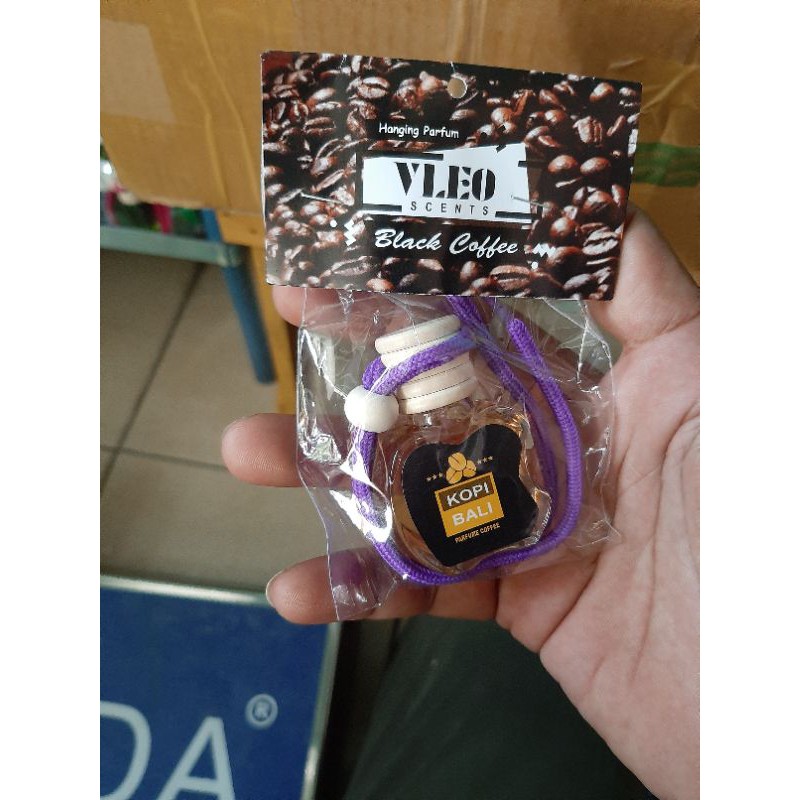 Hanging Parfum
VLEO
SCENTS
Black Coffee
KOPI
BALI
PARFUME COFFEE
DA®